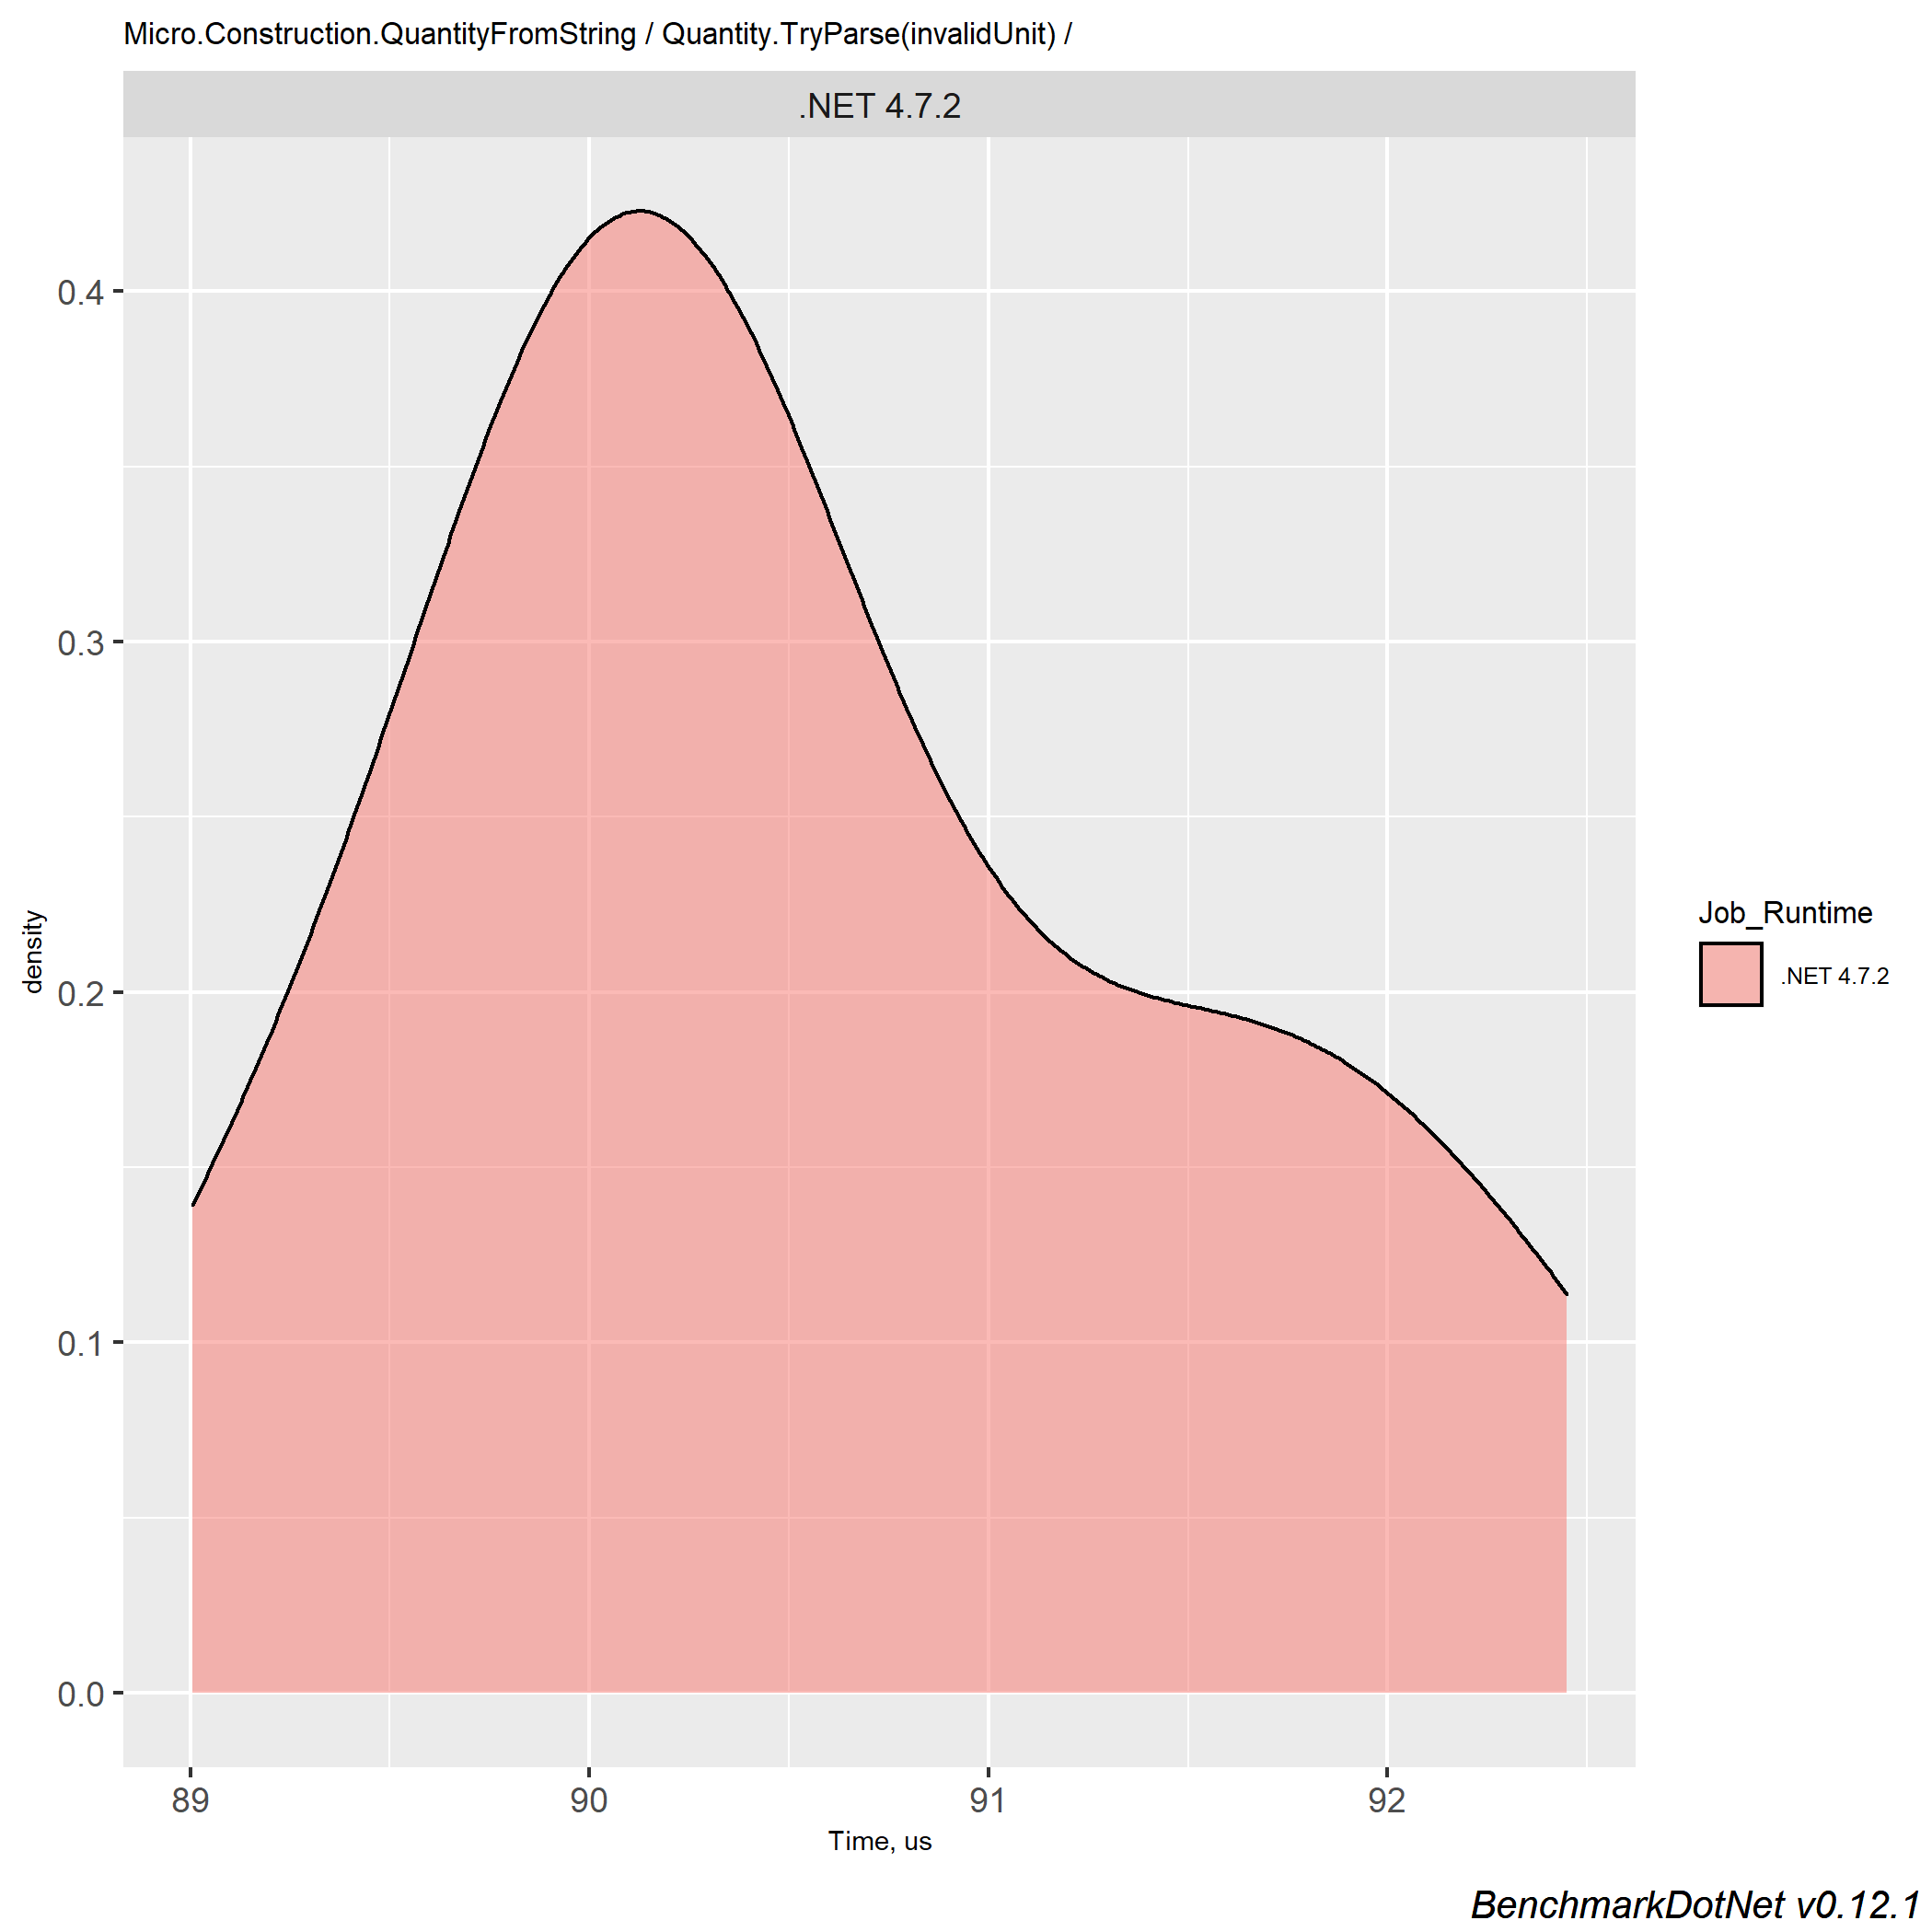 Micro.Construction.QuantityFromString / Quantity.TryParse(invalidUnit) /
.NET 4.7.2
0.4
0.3
0.2
0.1
0.0
density
89 90 91 92
Time, us
Job_Runtime
.NET 4.7.2
BenchmarkDotNet v0.12.1